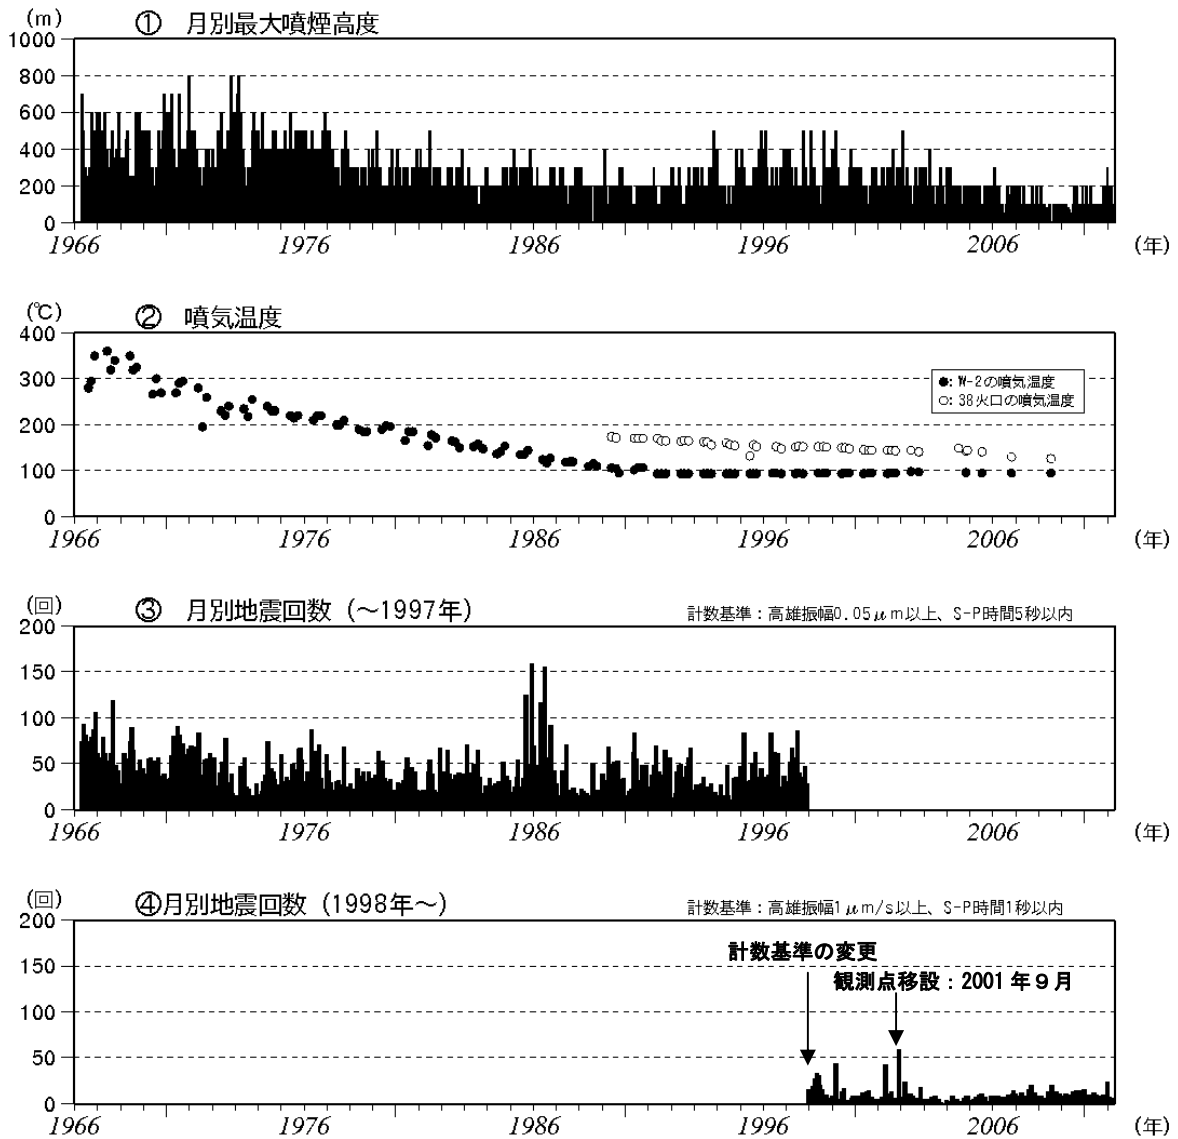 (m)
① 月別最大噴煙高度
1000
800
600
400
200
0
1966 1976 1986 1996 2006 (年)
(℃)
② 噴気温度
400
300
200
100
0
●: W-2の噴気温度
○: 38火口の噴気温度
1966 1976 1986 1996 2006 (年)
(回)
③ 月別地震回数 (～1997年)
計数基準：高雄振幅0.05μm以上、S-P時間5秒以内
200
150
100
50
0
1966 1976 1986 1996 2006 (年)
(回)
④月別地震回数 (1998年～)
計数基準：高雄振幅1μm/s以上、S-P時間1秒以内
200
150
100
50
0
計数基準の変更
観測点移設：2001年９月
1966 1976 1986 1996 2006 (年)